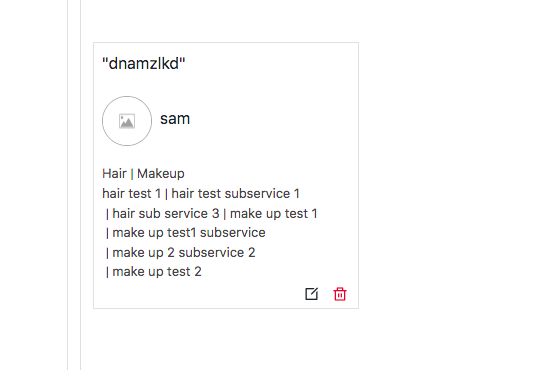 "dnamzlkd"
sam
Hair | Makeup
hair test 1 | hair test subservice 1
| hair sub service 3 | make up test 1
| make up test1 subservice
| make up 2 subservice 2
| make up test 2